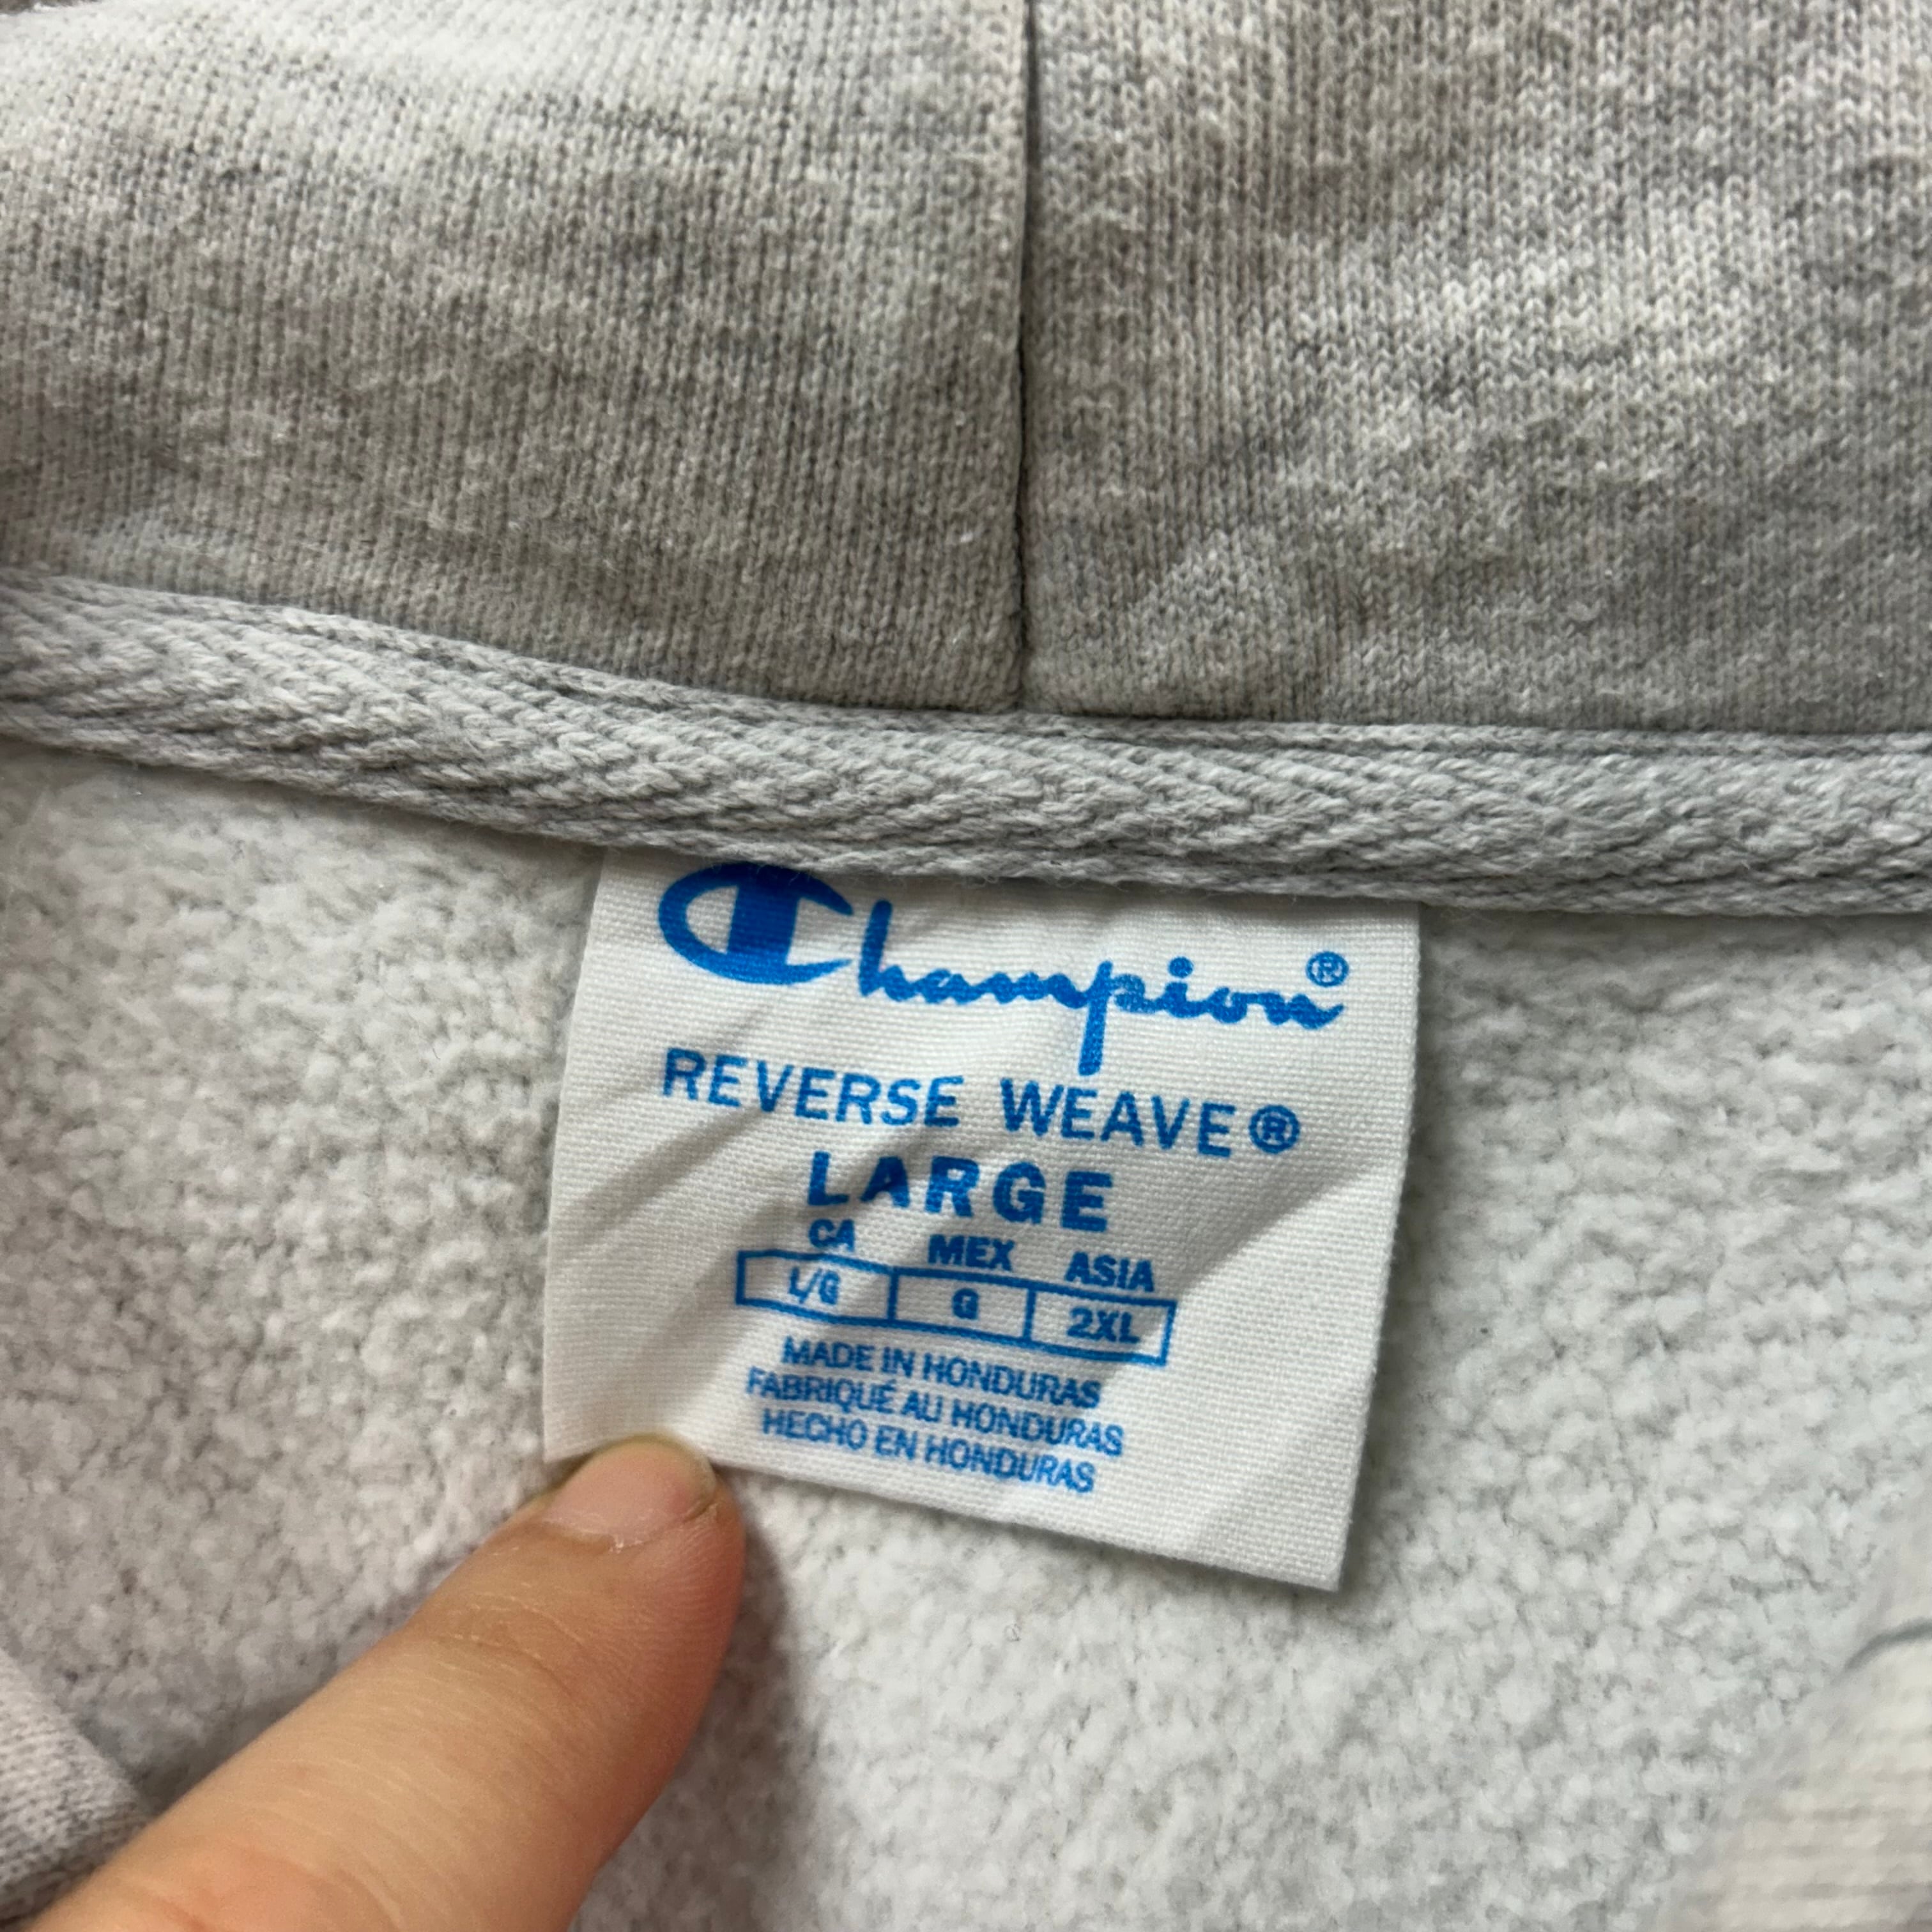 Champion®
REVERSE WEAVE®
LARGE
CA MEX ASIA
L/G G 2XL
MADE IN HONDURAS
FABRIQUÉ AU HONDURAS
HECHO EN HONDURAS